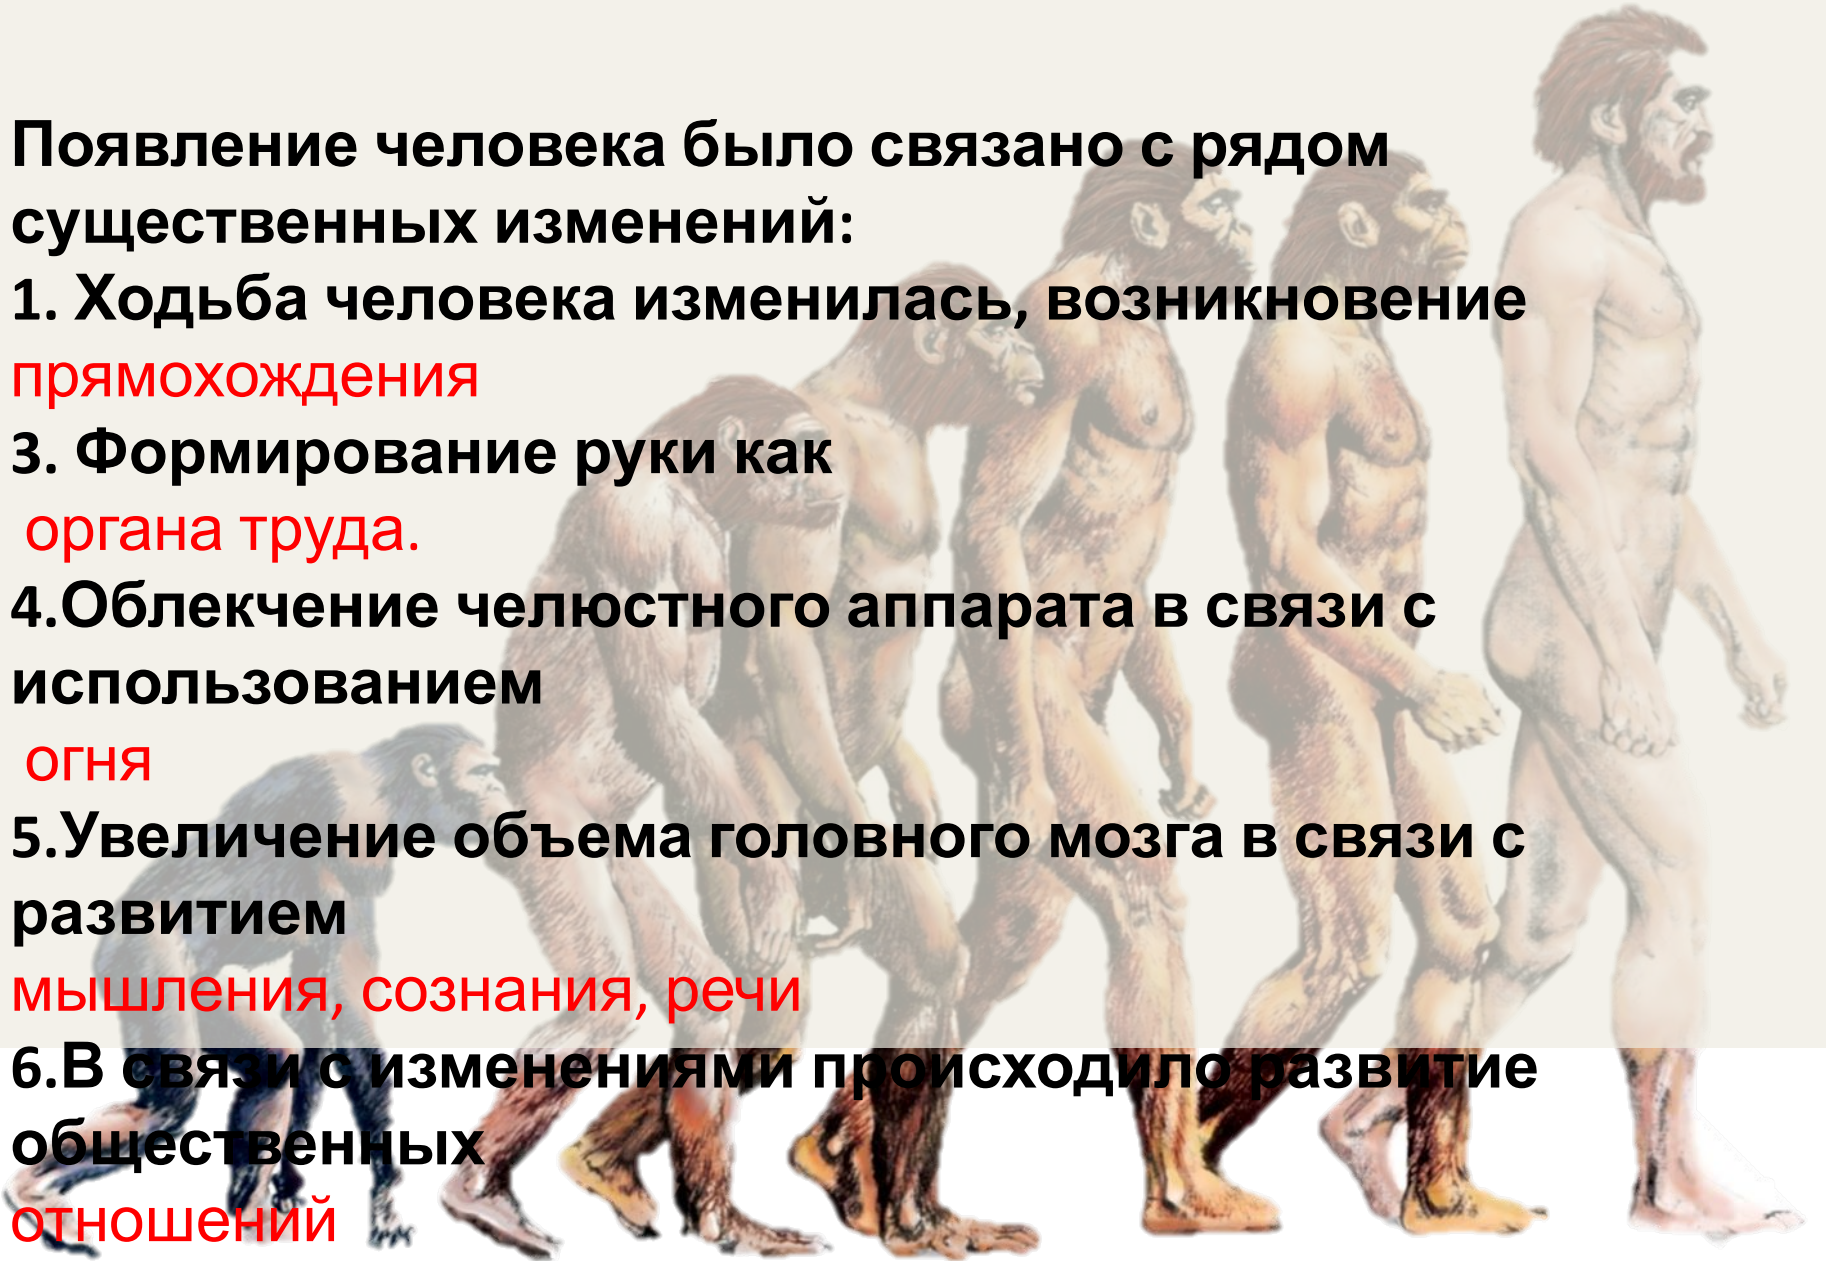 Появление человека было связано с рядом
существенных изменений:
1. Ходьба человека изменилась, возникновение
прямохождения
3. Формирование руки как
органа труда.
4.Облекчение челюстного аппарата в связи с
использованием
огня
5.Увеличение объема головного мозга в связи с
развитием
мышления, сознания, речи
6.В связи с изменениями происходило развитие
общественных
отношений